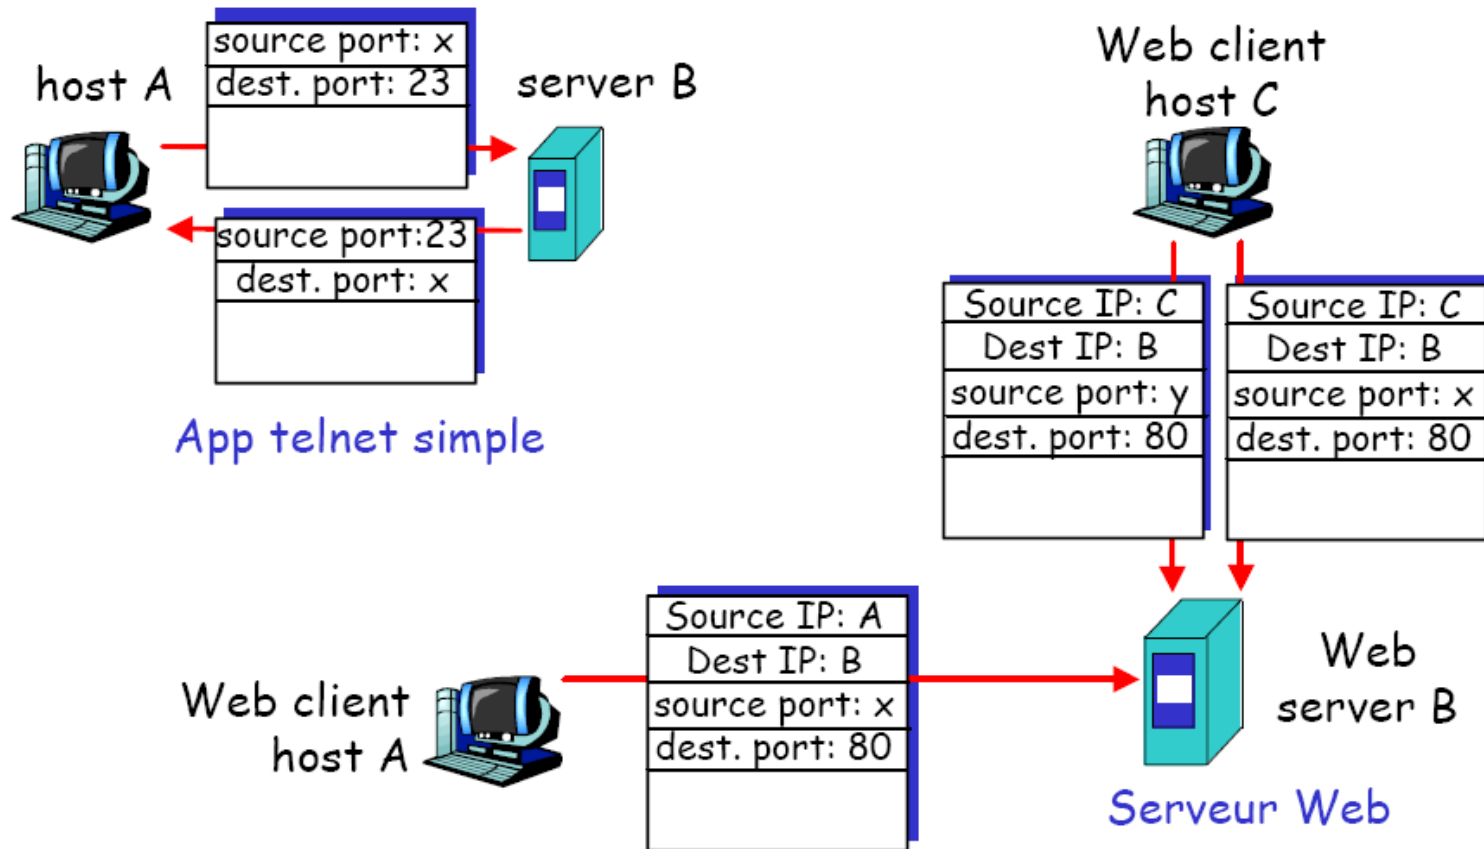 host A
source port: x
dest. port: 23
server B
source port:23
dest. port: x
App telnet simple
Web client
host C
Source IP: C
Dest IP: B
source port: y
dest. port: 80
Source IP: C
Dest IP: B
source port: x
dest. port: 80
Web client
host A
Source IP: A
Dest IP: B
source port: x
dest. port: 80
Web
server B
Serveur Web